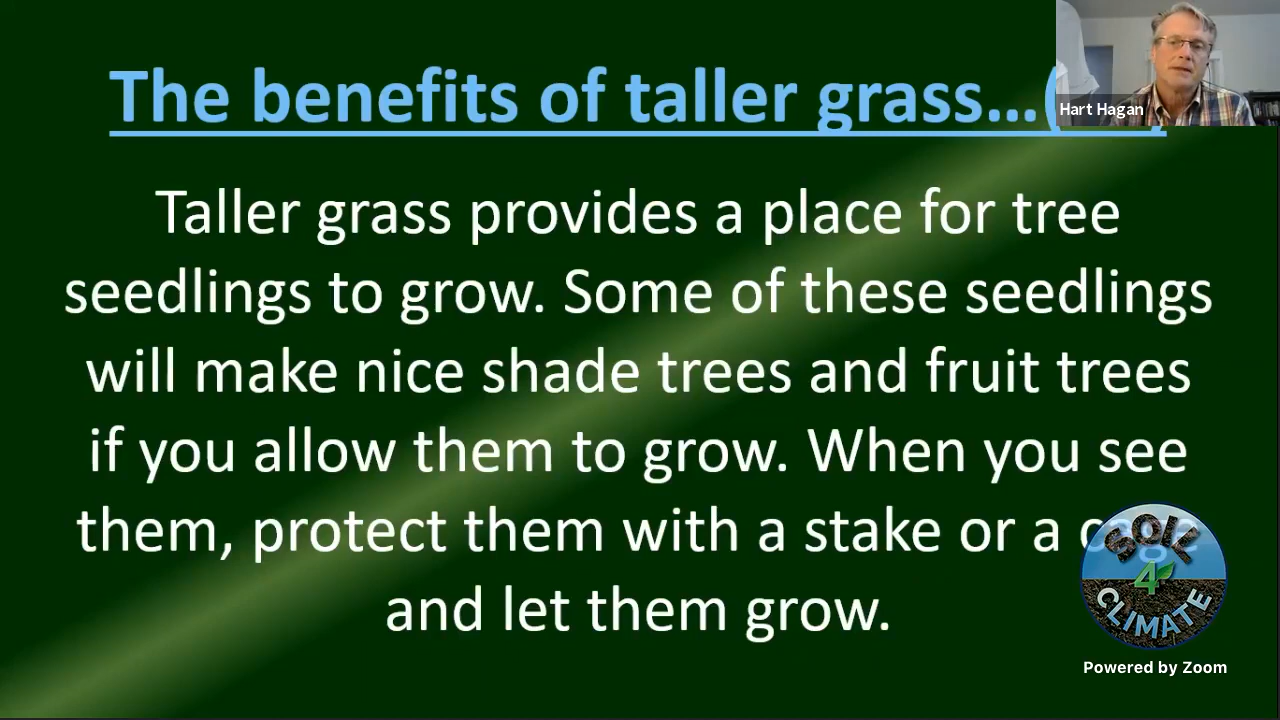 The benefits of taller grass...(
Hart Hagan
Taller grass provides a place for tree
seedlings to grow. Some of these seedlings
will make nice shade trees and fruit trees
if you allow them to grow. When you see
them, protect them with a stake or a cage
and let them grow.
SOIL
4
CLIMATE
Powered by Zoom